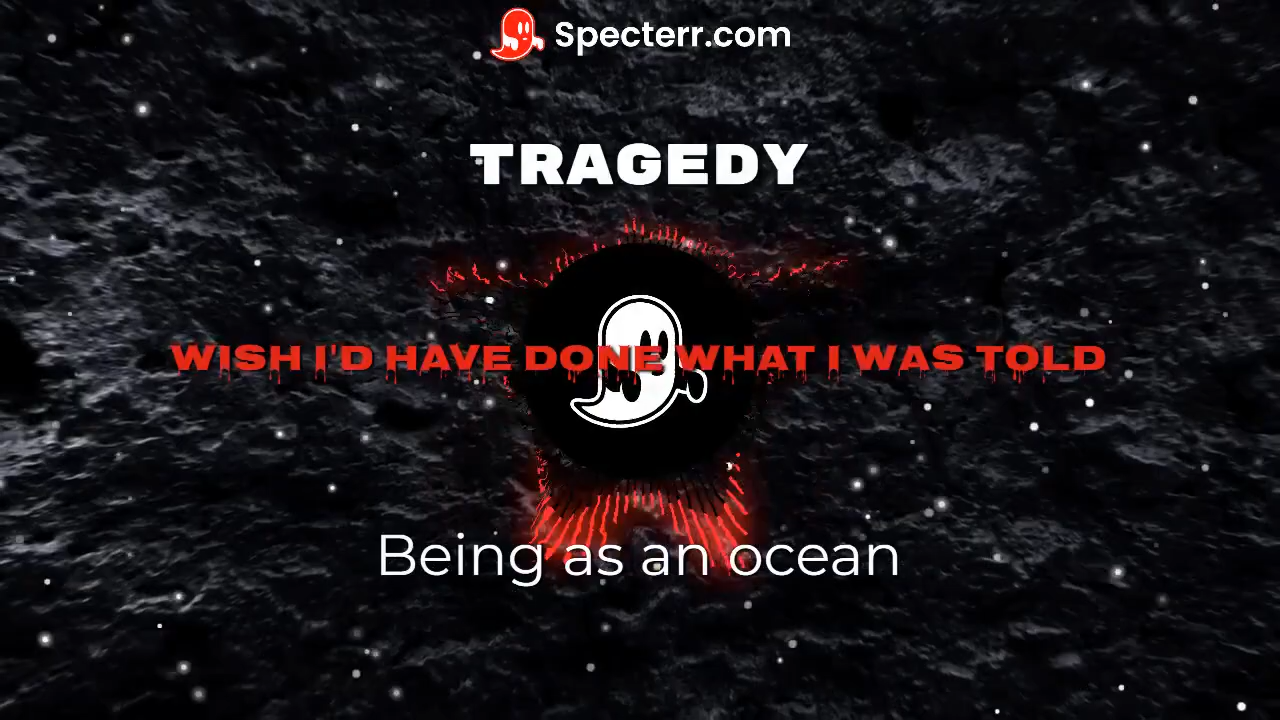 Specterr.com
TRAGEDY
WISH I'D HAVE DONE WHAT I WAS TOLD
Being as an ocean